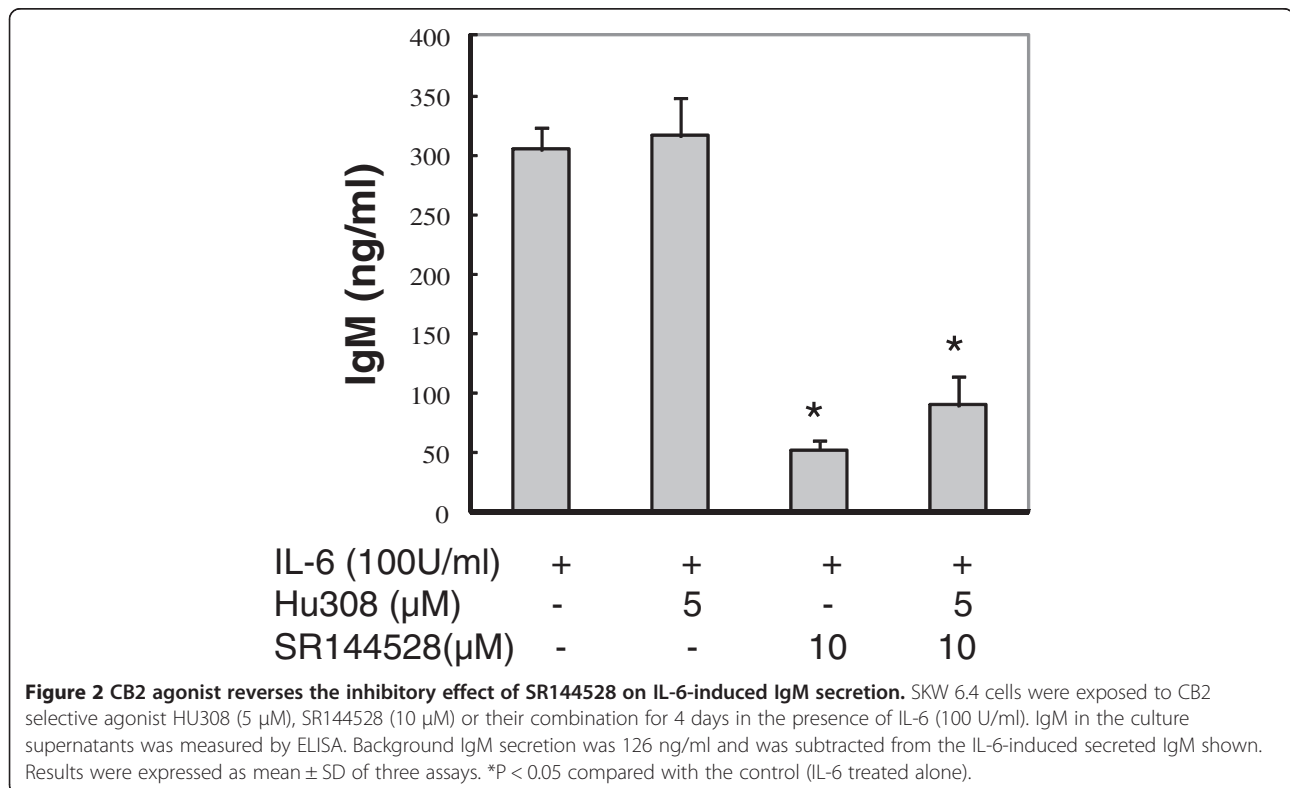 400
350
300
250
200
150
100
50
0
IgM (ng/ml)
*
*
IL-6 (100U/ml) + + + +
Hu308 (µM) - 5 - 5
SR144528(µM) - - 10 10
Figure 2 CB2 agonist reverses the inhibitory effect of SR144528 on IL-6-induced IgM secretion. SKW 6.4 cells were exposed to CB2
selective agonist HU308 (5 µM), SR144528 (10 µM) or their combination for 4 days in the presence of IL-6 (100 U/ml). IgM in the culture
supernatants was measured by ELISA. Background IgM secretion was 126 ng/ml and was subtracted from the IL-6-induced secreted IgM shown.
Results were expressed as mean ± SD of three assays. *P < 0.05 compared with the control (IL-6 treated alone).